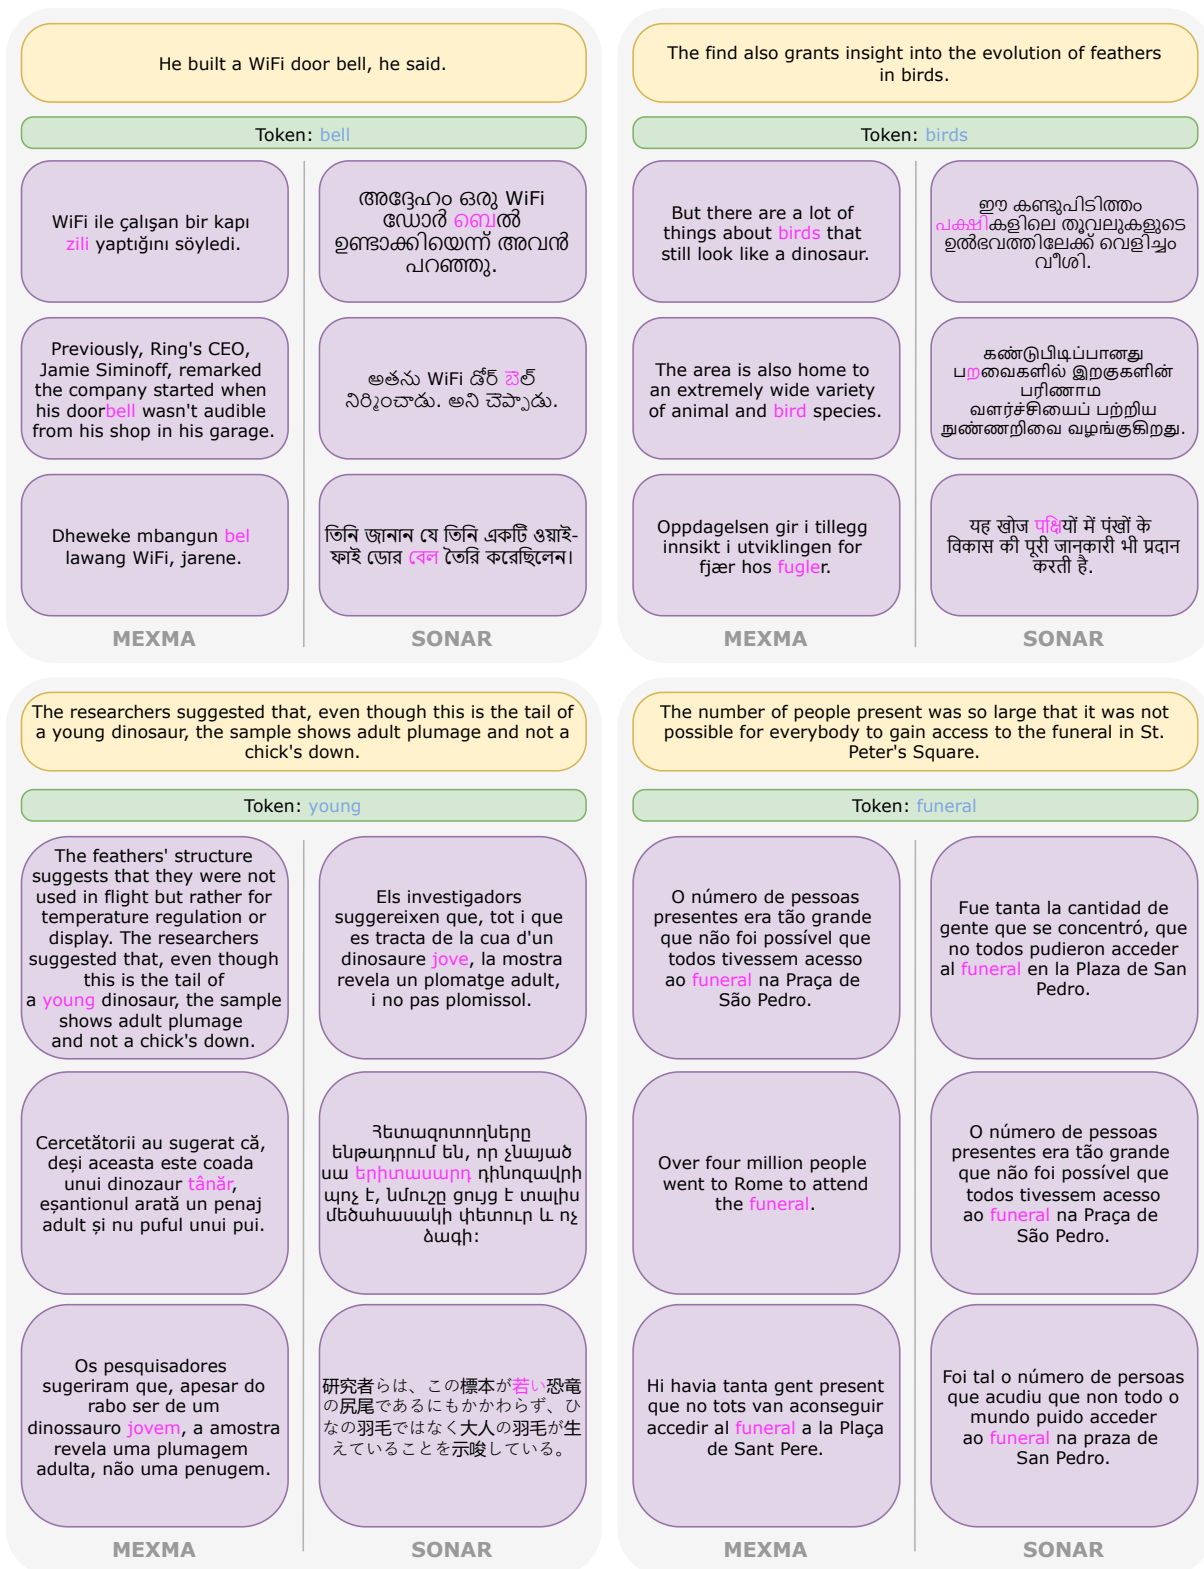 He built a WiFi door bell, he said.
Token: bell
WiFi ile çalışan bir kapı
zili yaptığını söyledi.
Previously, Ring's CEO,
Jamie Siminoff, remarked
the company started when
his doorbell wasn't audible
from his shop in his garage.
Dheweke mbangun bel
lawang WiFi, jarene.
MEXMA
അദ്ദേഹം ഒരു WiFi
ഡോർ ബെൽ
ഉണ്ടാക്കിയെന്ന് അവൻ
പറഞ്ഞു.
అతను WiFi డోర్ బెల్
నిర్మించాడు. అని చెప్పాడు.
তিনি জানান যে তিনি একটি ওয়াই-
ফাই ডোর বেল তৈরি করেছিলেন।
SONAR
The find also grants insight into the evolution of feathers
in birds.
Token: birds
But there are a lot of
things about birds that
still look like a dinosaur.
The area is also home to
an extremely wide variety
of animal and bird species.
Oppdagelsen gir i tillegg
innsikt i utviklingen for
fjær hos fugler.
MEXMA
ഈ കണ്ടുപിടിത്തം
പക്ഷികളിലെ തൂവലുകളുടെ
ഉൽഭവത്തിലേക്ക് വെളിച്ചം
വീശി.
கண்டுபிடிப்பானது
பறவைகளில் இறகுகளின்
பரிணாம
வளர்ச்சியைப் பற்றிய
நுண்ணறிவை வழங்குகிறது.
यह खोज पक्षियों में पंखों के
विकास की पूरी जानकारी भी प्रदान
करती है.
SONAR
The researchers suggested that, even though this is the tail of
a young dinosaur, the sample shows adult plumage and not a
chick's down.
Token: young
The feathers' structure
suggests that they were not
used in flight but rather for
temperature regulation or
display. The researchers
suggested that, even though
this is the tail of
a young dinosaur, the sample
shows adult plumage
and not a chick's down.
Cercetătorii au sugerat că,
deși aceasta este coada
unui dinozaur tânăr,
eșantionul arată un penaj
adult și nu puful unui pui.
Os pesquisadores
sugeriram que, apesar do
rabo ser de um
dinossauro jovem, a amostra
revela uma plumagem
adulta, não uma penugem.
MEXMA
Els investigadors
suggereixen que, tot i que
es tracta de la cua d'un
dinosaure jove, la mostra
revela un plomatge adult,
i no pas plomissol.
Հետազոտողները
ենթադրում են, որ չնայած
սա երիտասարդ դինոզավրի
պոչ է, նմուշը ցույց է տալիս
մեծահասակի փետուր և ոչ
ձագի:
研究者らは、この標本が若い恐竜
の尻尾であるにもかかわらず、ひ
なの羽毛ではなく大人の羽毛が生
えていることを示唆している。
SONAR
The number of people present was so large that it was not
possible for everybody to gain access to the funeral in St.
Peter's Square.
Token: funeral
O número de pessoas
presentes era tão grande
que não foi possível que
todos tivessem acesso
ao funeral na Praça de
São Pedro.
Over four million people
went to Rome to attend
the funeral.
Hi havia tanta gent present
que no tots van aconseguir
accedir al funeral a la Plaça
de Sant Pere.
MEXMA
Fue tanta la cantidad de
gente que se concentró, que
no todos pudieron acceder
al funeral en la Plaza de San
Pedro.
O número de pessoas
presentes era tão grande
que não foi possível que
todos tivessem acesso
ao funeral na Praça de
São Pedro.
Foi tal o número de persoas
que acudiu que non todo o
mundo puido acceder
ao funeral na praza de
San Pedro.
SONAR